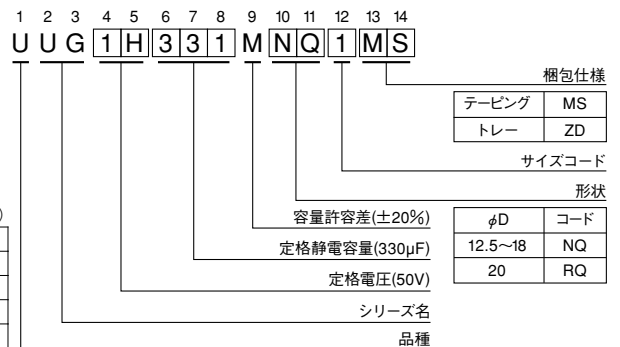 1 2 3 4 5 6 7 8 9 10 11 12 13 14
U U G 1 H 3 3 1 M N Q 1 M S
梱包仕様
テーピング MS
トレー ZD
サイズコード
形状
φD コード
12.5～18 NQ
20 RQ
容量許容差(±20%)
定格静電容量(330µF)
定格電圧(50V)
シリーズ名
品種
)